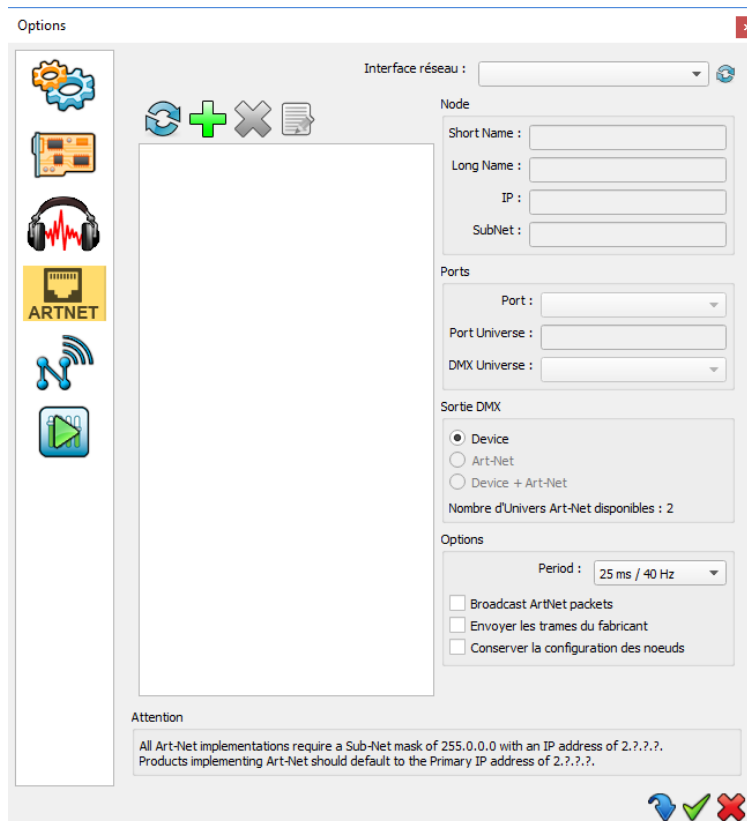 Options
Interface réseau :
Node
Short Name :
Long Name :
IP :
SubNet :
ARTNET
Ports
Port :
Port Universe :
DMX Universe :
Sortie DMX
Device
Art-Net
Device + Art-Net
Nombre d'Univers Art-Net disponibles : 2
Options
Period : 25 ms / 40 Hz
Broadcast ArtNet packets
Envoyer les trames du fabricant
Conserver la configuration des noeuds
Attention
All Art-Net implementations require a Sub-Net mask of 255.0.0.0 with an IP address of 2.?.?.?.
Products implementing Art-Net should default to the Primary IP address of 2.?.?.?.